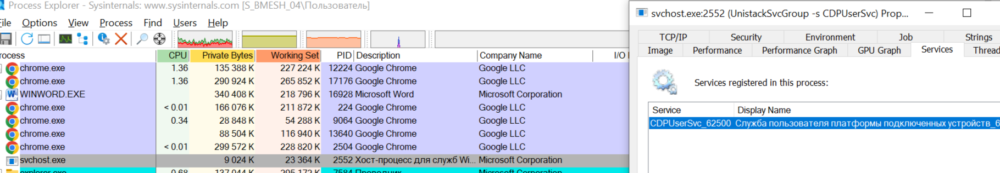 Process Explorer - Sysinternals: www.sysinternals.com [S_BMESH_04\Пользователь]
File Options View Process Find Users Help
Process CPU Private Bytes Working Set PID Description Company Name I/O
chrome.exe 1.36 135 388 K 227 224 K 12224 Google Chrome Google LLC
chrome.exe 1.36 290 924 K 265 852 K 17176 Google Chrome Google LLC
WINWORD.EXE 340 408 K 218 796 K 16928 Microsoft Word Microsoft Corporation
chrome.exe < 0.01 166 076 K 211 872 K 224 Google Chrome Google LLC
chrome.exe 0.34 28 848 K 54 288 K 9064 Google Chrome Google LLC
chrome.exe 88 504 K 116 940 K 13640 Google Chrome Google LLC
chrome.exe < 0.01 299 572 K 228 820 K 2504 Google Chrome Google LLC
svchost.exe 9 024 K 23 364 K 2552 Хост-процесс для служб Wi... Microsoft Corporation
explorer.exe 0.68 137 044 K 205 172 K 7584 Проводник Microsoft Corporation
svchost.exe:2552 (UnistackSvcGroup -s CDPUserSvc) Prop...
TCP/IP Security Environment Job Strings
Image Performance Performance Graph GPU Graph Services Thread
Services registered in this process:
Service Display Name
CDPUserSvc_62500 Служба пользователя платформы подключенных устройств_6